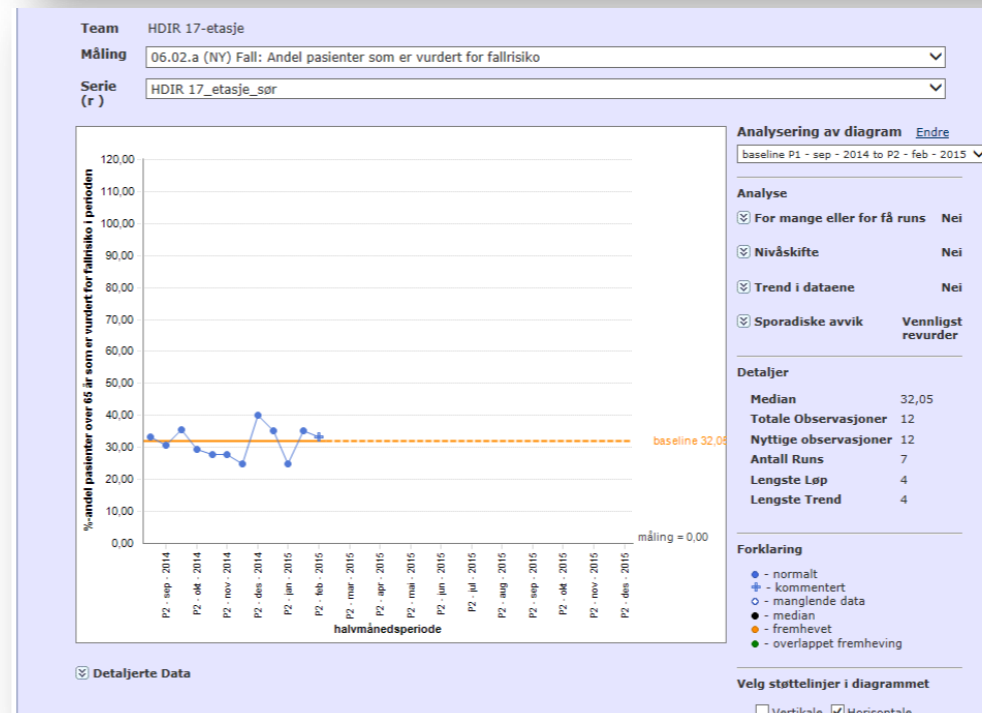 Team HDIR 17-etasje
Måling 06.02.a (NY) Fall: Andel pasienter som er vurdert for fallrisiko
Serie (r ) HDIR 17_etasje_sør
%-andel pasienter over 65 år som er vurdert for fallrisiko i perioden
120,00
110,00
100,00
90,00
80,00
70,00
60,00
50,00
40,00
30,00
20,00
10,00
0,00
baseline 32,05
måling = 0,00
P2 - sep - 2014
P2 - okt - 2014
P2 - nov - 2014
P2 - des - 2014
P2 - jan - 2015
P2 - feb - 2015
P2 - mar - 2015
P2 - apr - 2015
P2 - mai - 2015
P2 - jun - 2015
P2 - jul - 2015
P2 - aug - 2015
P2 - sep - 2015
P2 - okt - 2015
P2 - nov - 2015
P2 - des - 2015
halvmånedsperiode
Detaljerte Data
Analysering av diagram Endre
baseline P1 - sep - 2014 to P2 - feb - 2015
Analyse
For mange eller for få runs Nei
Nivåskifte Nei
Trend i dataene Nei
Sporadiske avvik Vennligst
revurder
Detaljer
Median 32,05
Totale Observasjoner 12
Nyttige observasjoner 12
Antall Runs 7
Lengste Løp 4
Lengste Trend 4
Forklaring
- normalt
- kommentert
- manglende data
- median
- fremhevet
- overlappet fremheving
Velg støttelinjer i diagrammet
Vertikale Horisontale